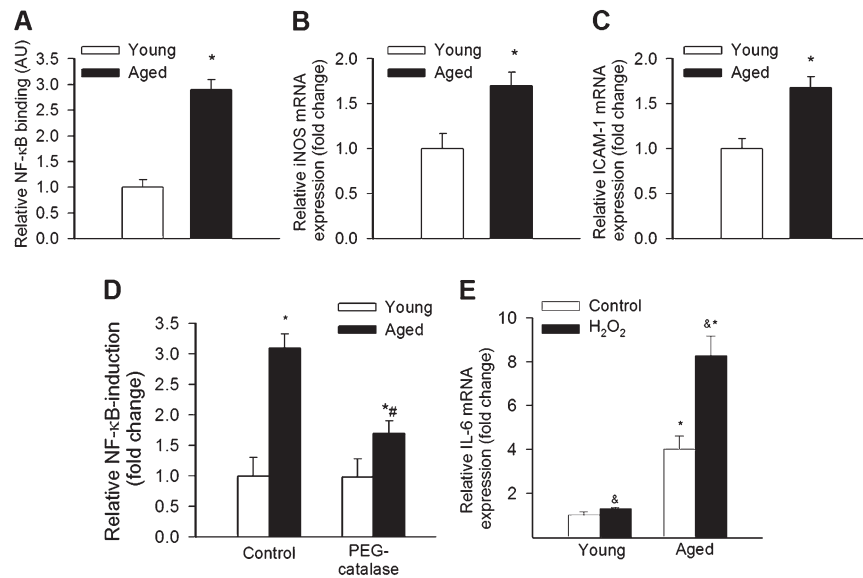 A
Relative NF-κB binding (AU)
3.5
3.0
2.5
2.0
1.5
1.0
0.5
0.0
Young
Aged
*
B
Relative iNOS mRNA
expression (fold change)
2.0
1.5
1.0
0.5
0.0
Young
Aged
*
C
Relative ICAM-1 mRNA
expression (fold change)
2.0
1.5
1.0
0.5
0.0
Young
Aged
*
D
Relative NF-κB-induction
(fold change)
3.5
3.0
2.5
2.0
1.5
1.0
0.5
0.0
Young
Aged
*
*#
Control
PEG-
catalase
E
Relative IL-6 mRNA
expression (fold change)
10
8
6
4
2
Control
H₂O₂
&
*
&*
Young
Aged